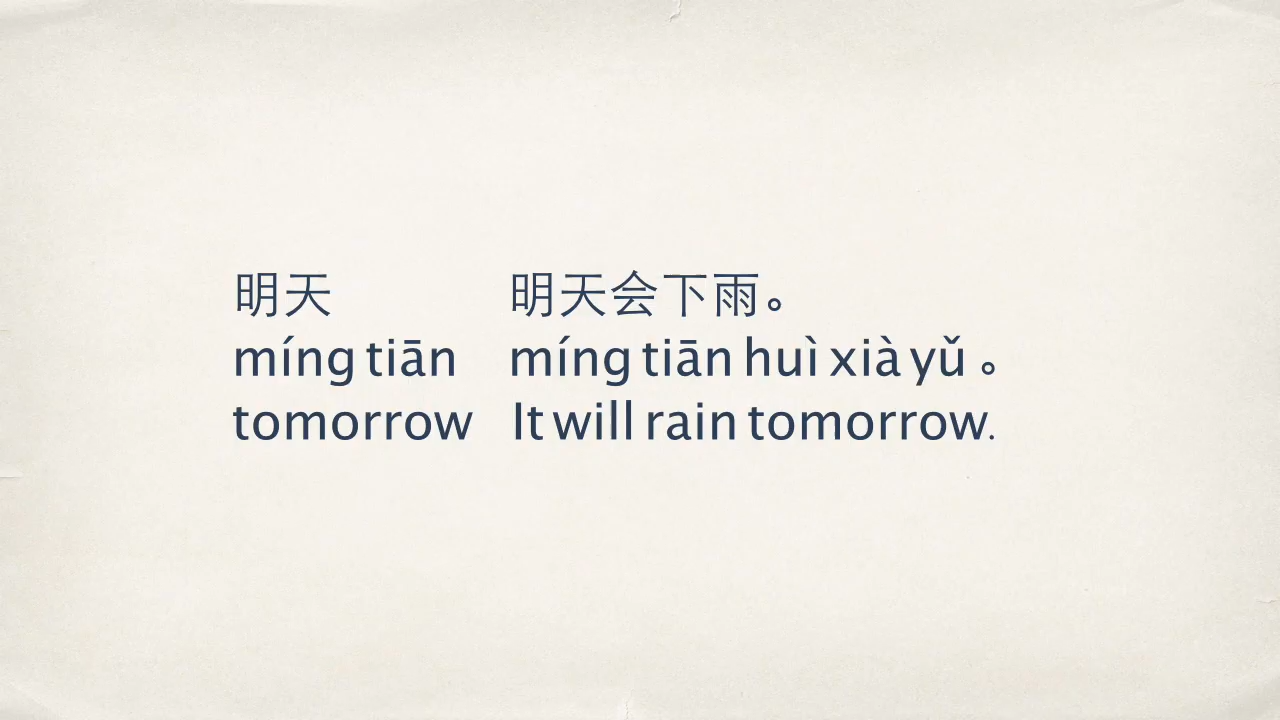 明天 明天会下雨。
míng tiān míng tiān huì xià yǔ 。
tomorrow It will rain tomorrow.